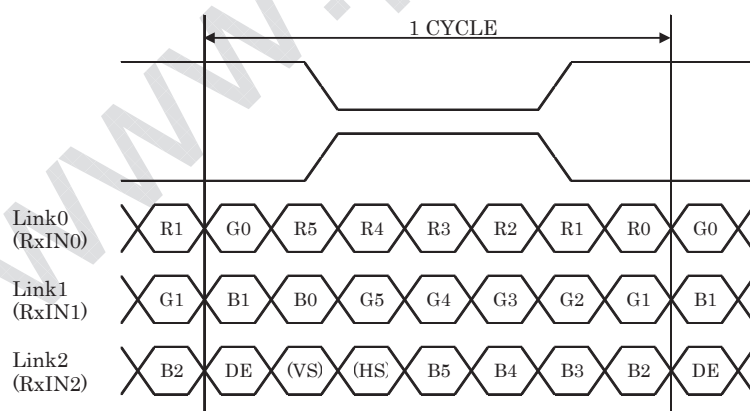 1 CYCLE
Link0
(RxIN0)
R1 G0 R5 R4 R3 R2 R1 R0 G0
Link1
(RxIN1)
G1 B1 B0 G5 G4 G3 G2 G1 B1
Link2
(RxIN2)
B2 DE (VS) (HS) B5 B4 B3 B2 DE